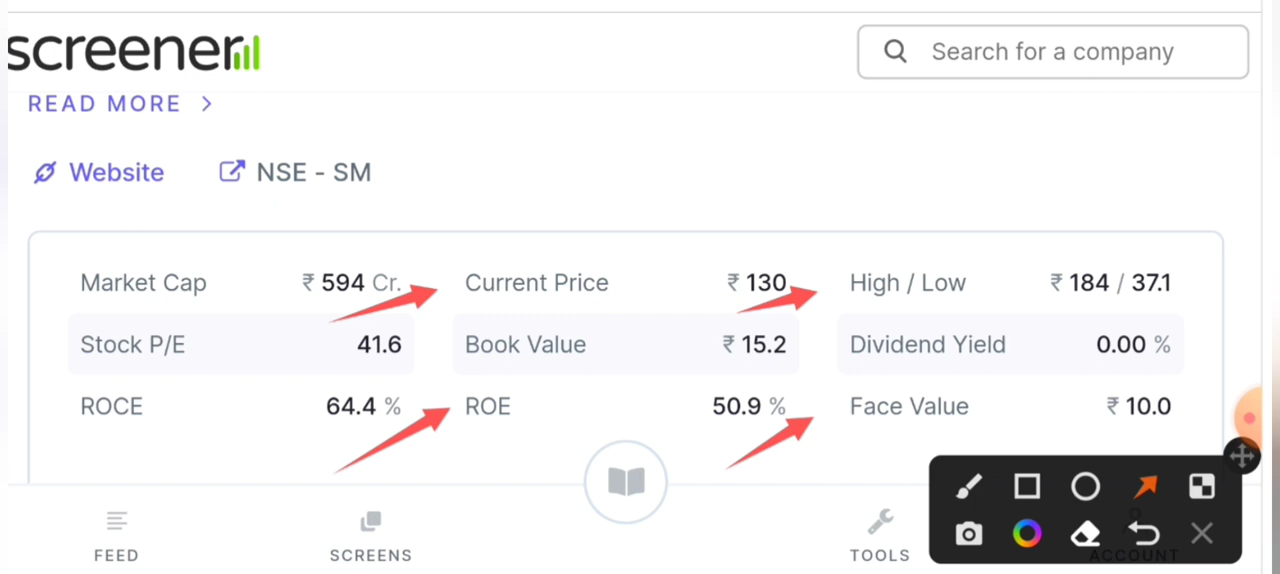 screener
Search for a company
READ MORE
Website NSE - SM
Market Cap ₹ 594 Cr. Current Price ₹ 130 High / Low ₹ 184 / 37.1
Stock P/E 41.6 Book Value ₹ 15.2 Dividend Yield 0.00 %
ROCE 64.4 % ROE 50.9 % Face Value ₹ 10.0
FEED SCREENS TOOLS ACCOUNT